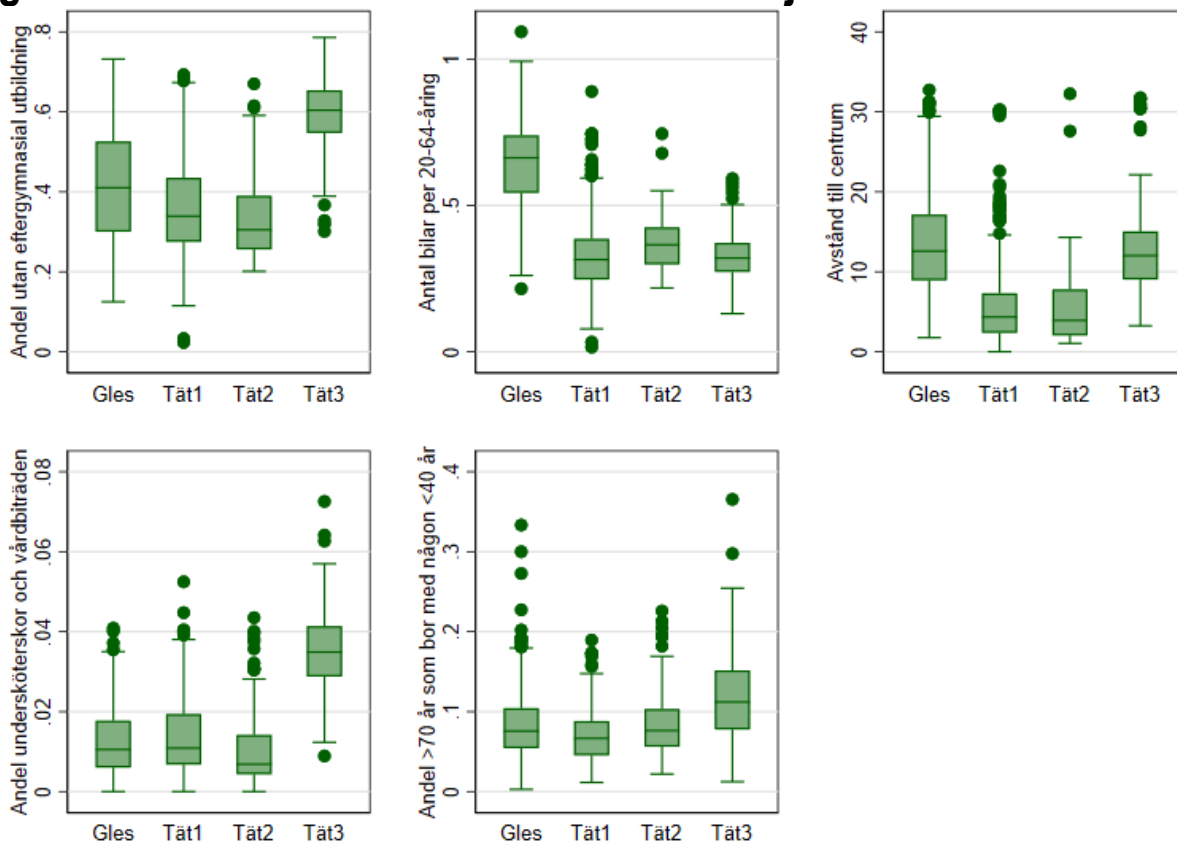 Andel utan eftergymnasial utbildning
0 .2 .4 .6 .8
Gles Tät1 Tät2 Tät3
Antal bilar per 20-64-åring
0 .5 1
Gles Tät1 Tät2 Tät3
Avstånd till centrum
0 10 20 30 40
Gles Tät1 Tät2 Tät3
Andel undersköterskor och vårdbiträden
0 .02 .04 .06 .08
Gles Tät1 Tät2 Tät3
Andel >70 år som bor med någon <40 år
0 .1 .2 .3 .4
Gles Tät1 Tät2 Tät3